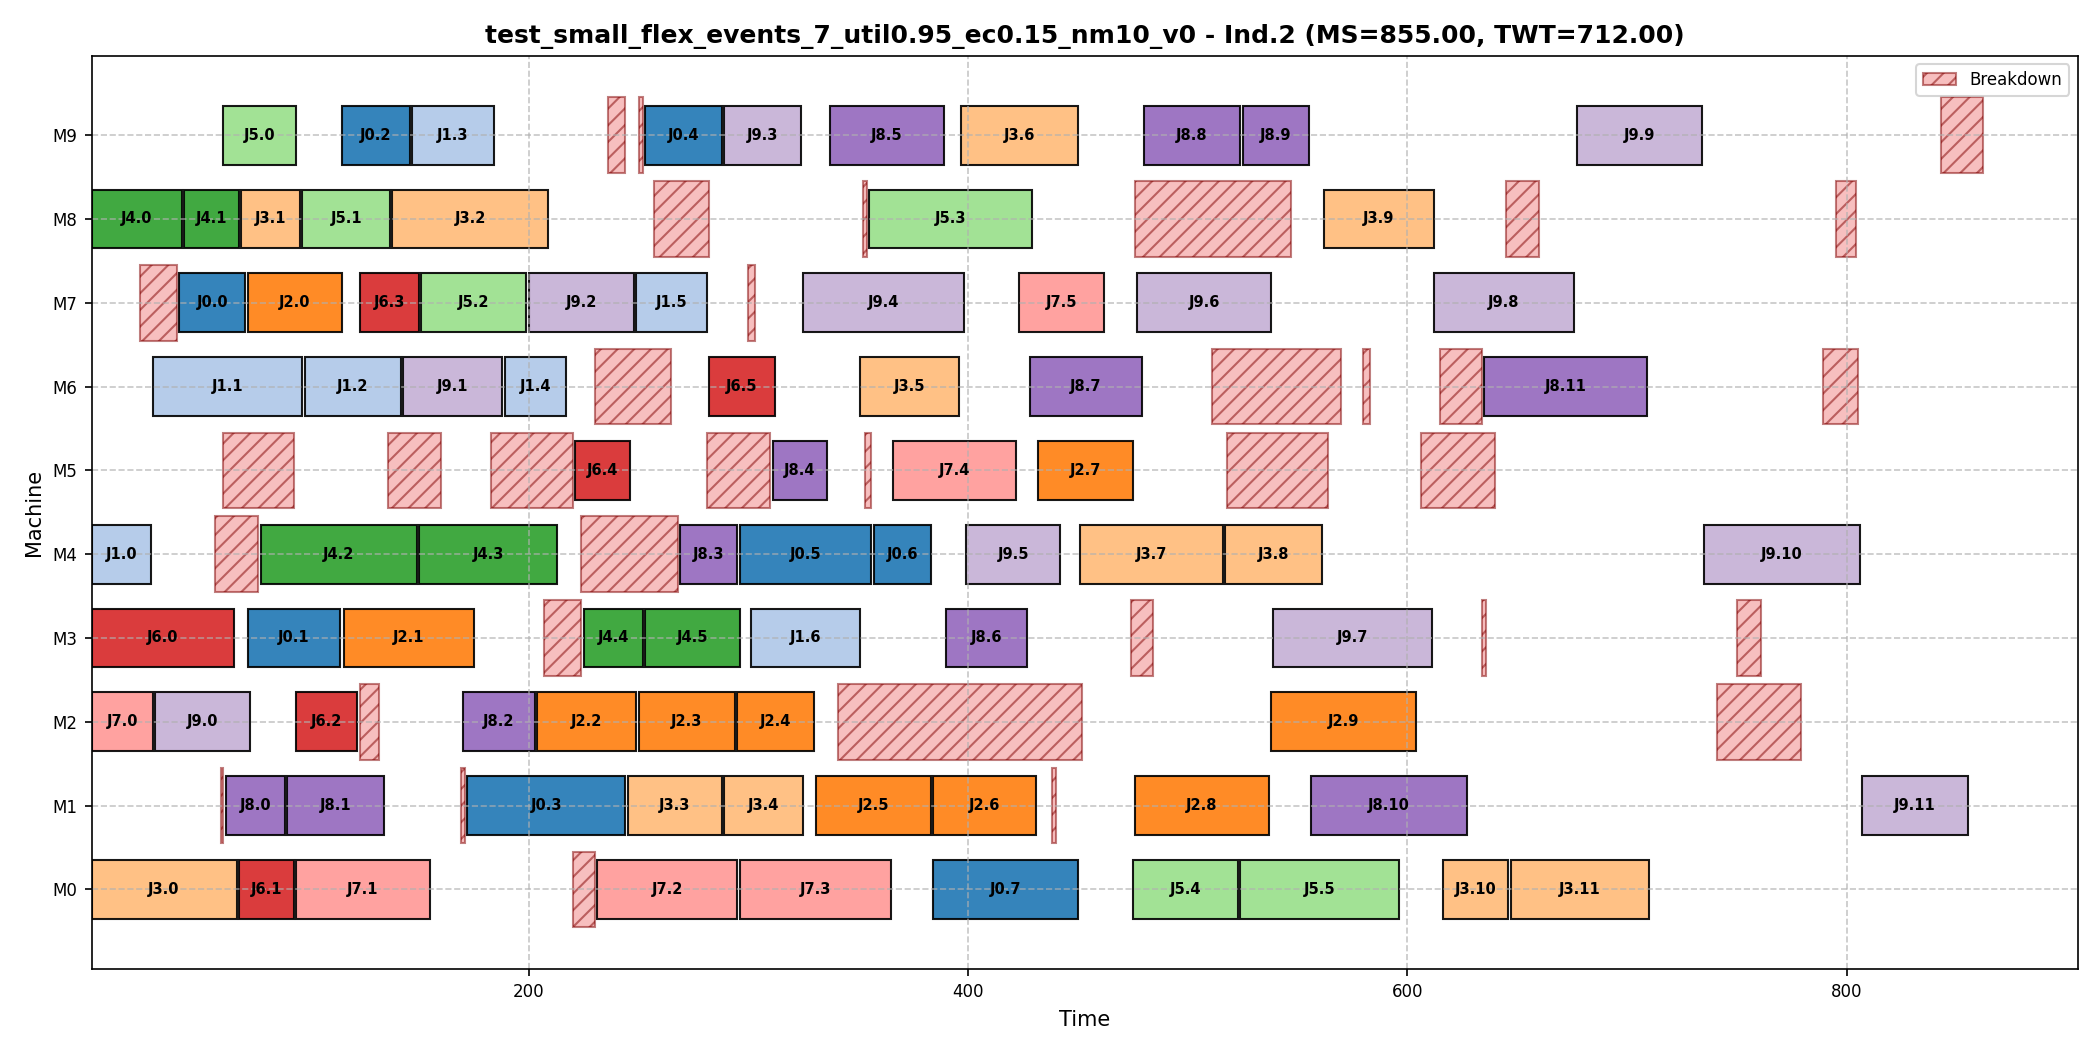 test_small_flex_events_7_util0.95_ec0.15_nm10_v0 - Ind.2 (MS=855.00, TWT=712.00)
Breakdown
M9 J5.0 J0.2 J1.3 J0.4 J9.3 J8.5 J3.6 J8.8 J8.9 J9.9
M8 J4.0 J4.1 J3.1 J5.1 J3.2 J5.3 J3.9
M7 J0.0 J2.0 J6.3 J5.2 J9.2 J1.5 J9.4 J7.5 J9.6 J9.8
M6 J1.1 J1.2 J9.1 J1.4 J6.5 J3.5 J8.7 J8.11
M5 J6.4 J8.4 J7.4 J2.7
M4 J1.0 J4.2 J4.3 J8.3 J0.5 J0.6 J9.5 J3.7 J3.8 J9.10
M3 J6.0 J0.1 J2.1 J4.4 J4.5 J1.6 J8.6 J9.7
M2 J7.0 J9.0 J6.2 J8.2 J2.2 J2.3 J2.4 J2.9
M1 J8.0 J8.1 J0.3 J3.3 J3.4 J2.5 J2.6 J2.8 J8.10 J9.11
M0 J3.0 J6.1 J7.1 J7.2 J7.3 J0.7 J5.4 J5.5 J3.10 J3.11
Machine
200 400 600 800
Time